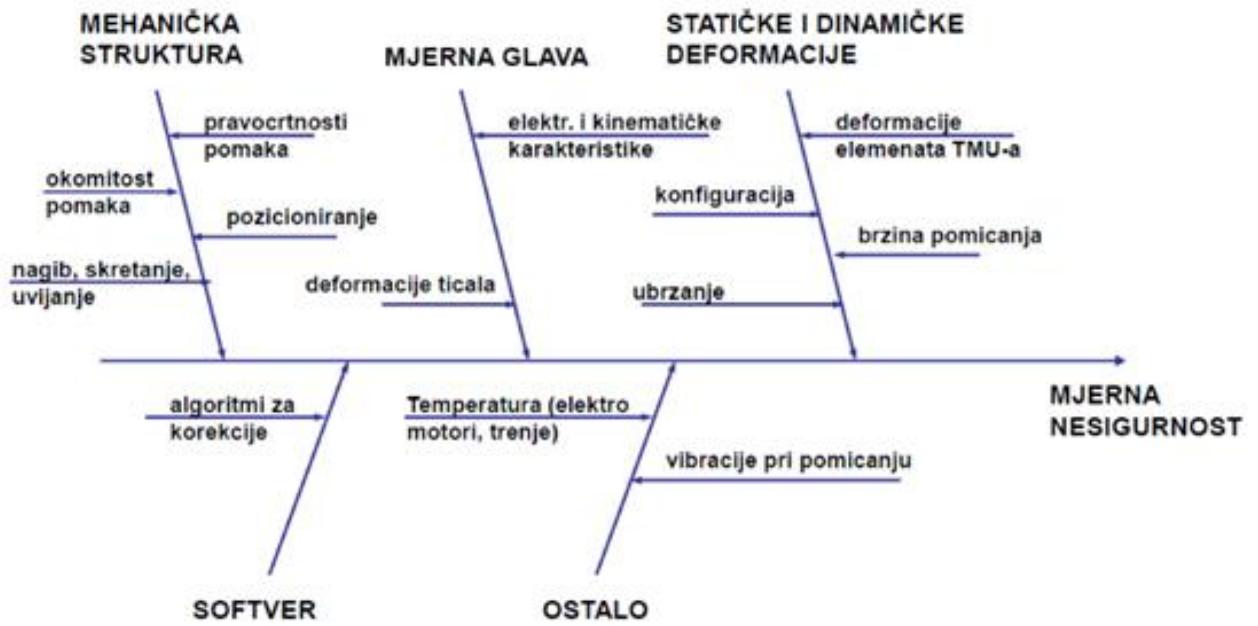 MEHANIČKA
STRUKTURA
MJERNA GLAVA
STATIČKE I DINAMIČKE
DEFORMACIJE
pravocrtnosti
pomaka
okomitost
pomaka
pozicioniranje
nagib, skretanje,
uvijanje
elektr. i kinematičke
karakteristike
deformacije ticala
deformacije
elemenata TMU-a
konfiguracija
brzina pomicanja
ubrzanje
algoritmi za
korekcije
Temperatura (elektro
motori, trenje)
vibracije pri pomicanju
MJERNA
NESIGURNOST
SOFTVER
OSTALO